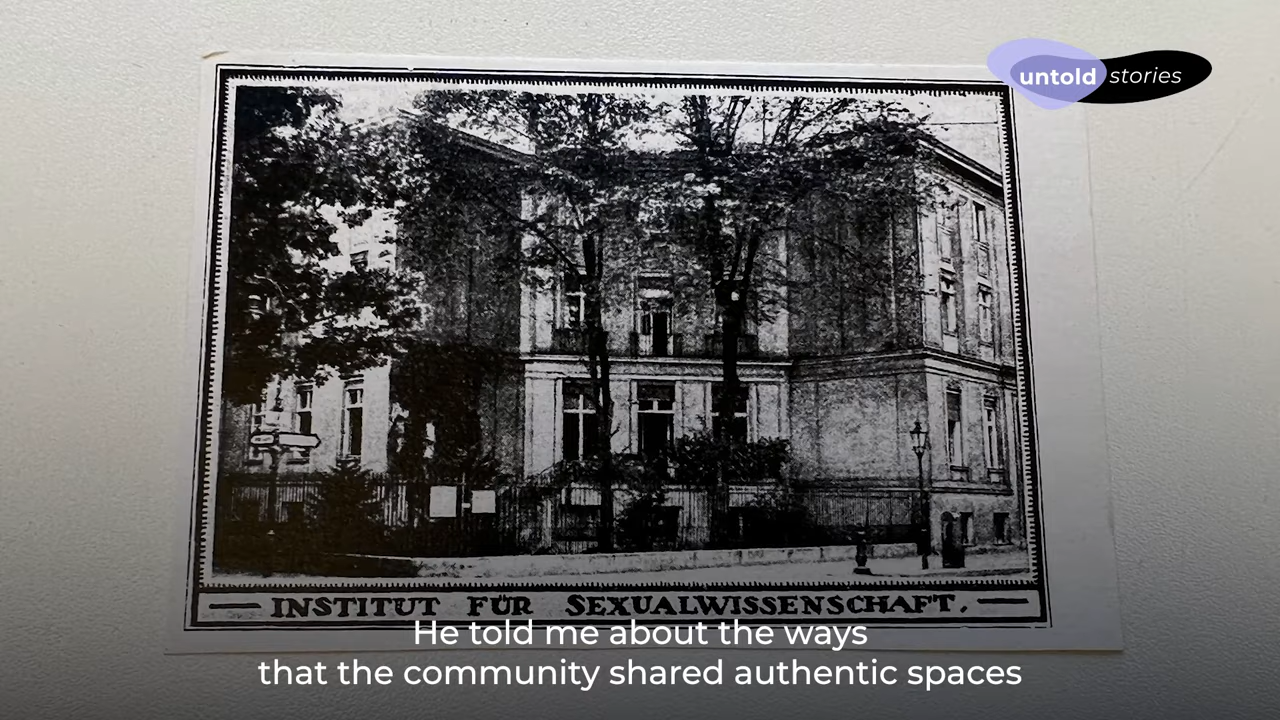 untold stories
INSTITUT FÜR SEXUALWISSENSCHAFT.
He told me about the ways
that the community shared authentic spaces